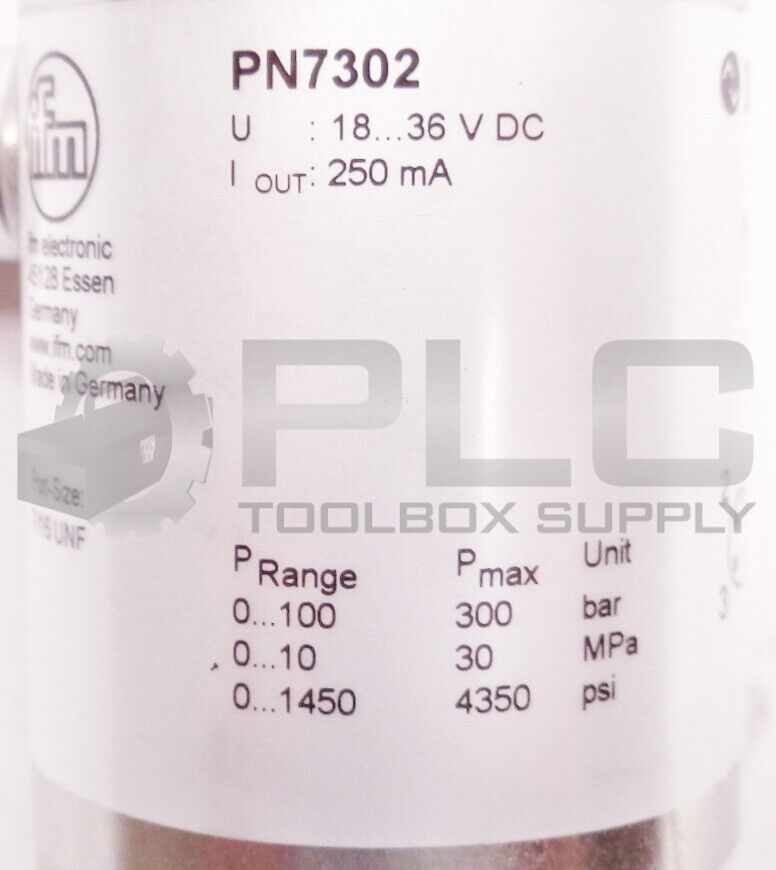 PN7302
U : 18...36 V DC
I OUT: 250 mA
ifm
ifm electronic
45128 Essen
Germany
www.ifm.com
Made in Germany
PLC
TOOLBOX SUPPLY
Port-Size:
7/16 UNF
P Range P max Unit
0...100 300 bar
0...10 30 MPa
0...1450 4350 psi